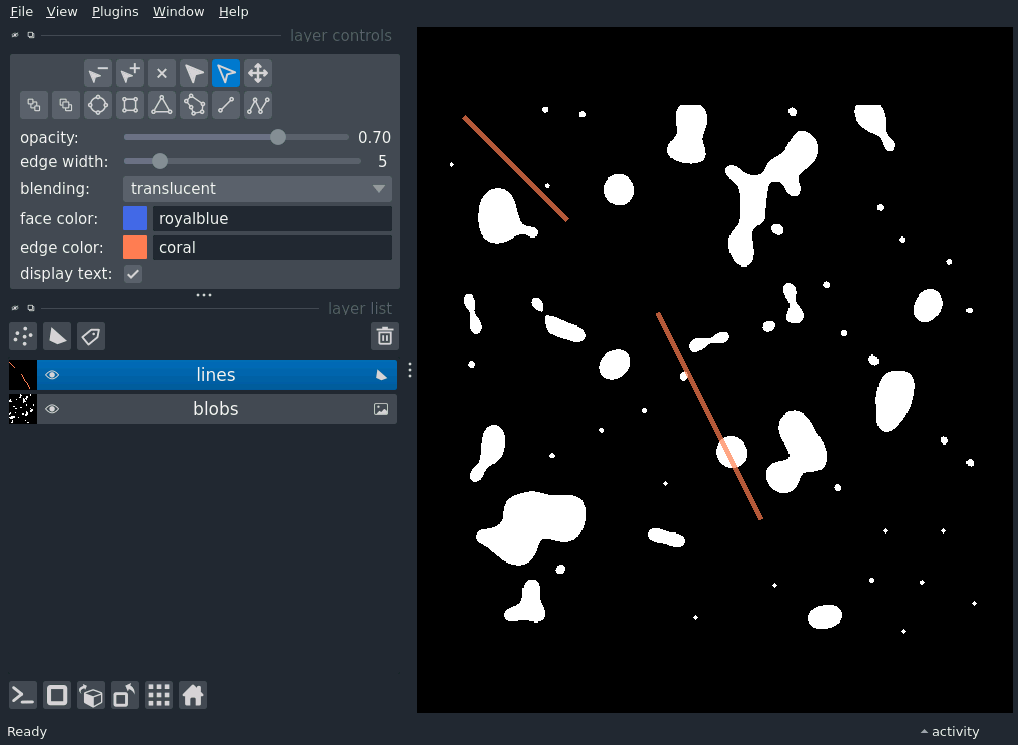 File View Plugins Window Help
layer controls
opacity: 0.70
edge width: 5
blending: translucent
face color: royalblue
edge color: coral
display text:
layer list
lines
blobs
Ready
activity